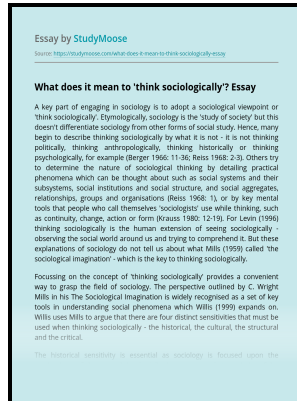 Essay by StudyMoose
Source: https://studymoose.com/what-does-it-mean-to-think-sociologically-essay
What does it mean to 'think sociologically'? Essay
A key part of engaging in sociology is to adopt a sociological viewpoint or
'think sociologically'. Etymologically, sociology is the 'study of society' but this
doesn't differentiate sociology from other forms of social study. Hence, many
begin to describe thinking sociologically by what it is not - it is not thinking
politically, thinking anthropologically, thinking historically or thinking
psychologically, for example (Berger 1966: 11-36; Reiss 1968: 2-3). Others try
to determine the nature of sociological thinking by detailing practical
phenomena which can be thought about such as social systems and their
subsystems, social institutions and social structure, and social aggregates,
relationships, groups and organisations (Reiss 1968: 1), or by key mental
tools that people who call themselves 'sociologists' use while thinking, such
as continuity, change, action or form (Krauss 1980: 12-19). For Levin (1996)
thinking sociologically is the human extension of seeing sociologically -
observing the social world around us and trying to comprehend it. But these
explanations of sociology do not tell us about what Mills (1959) called 'the
sociological imagination' - which is the key to thinking sociologically.
Focussing on the concept of 'thinking sociologically' provides a convenient
way to grasp the field of sociology. The perspective outlined by C. Wright
Mills in his The Sociological Imagination is widely recognised as a set of key
tools in understanding social phenomena which Willis (1999) expands on.
Willis uses Mills to argue that there are four distinct sensitivities that must be
used when thinking sociologically - the historical, the cultural, the structural
and the critical.
The historical sensitivity is essential as sociology is focused upon the